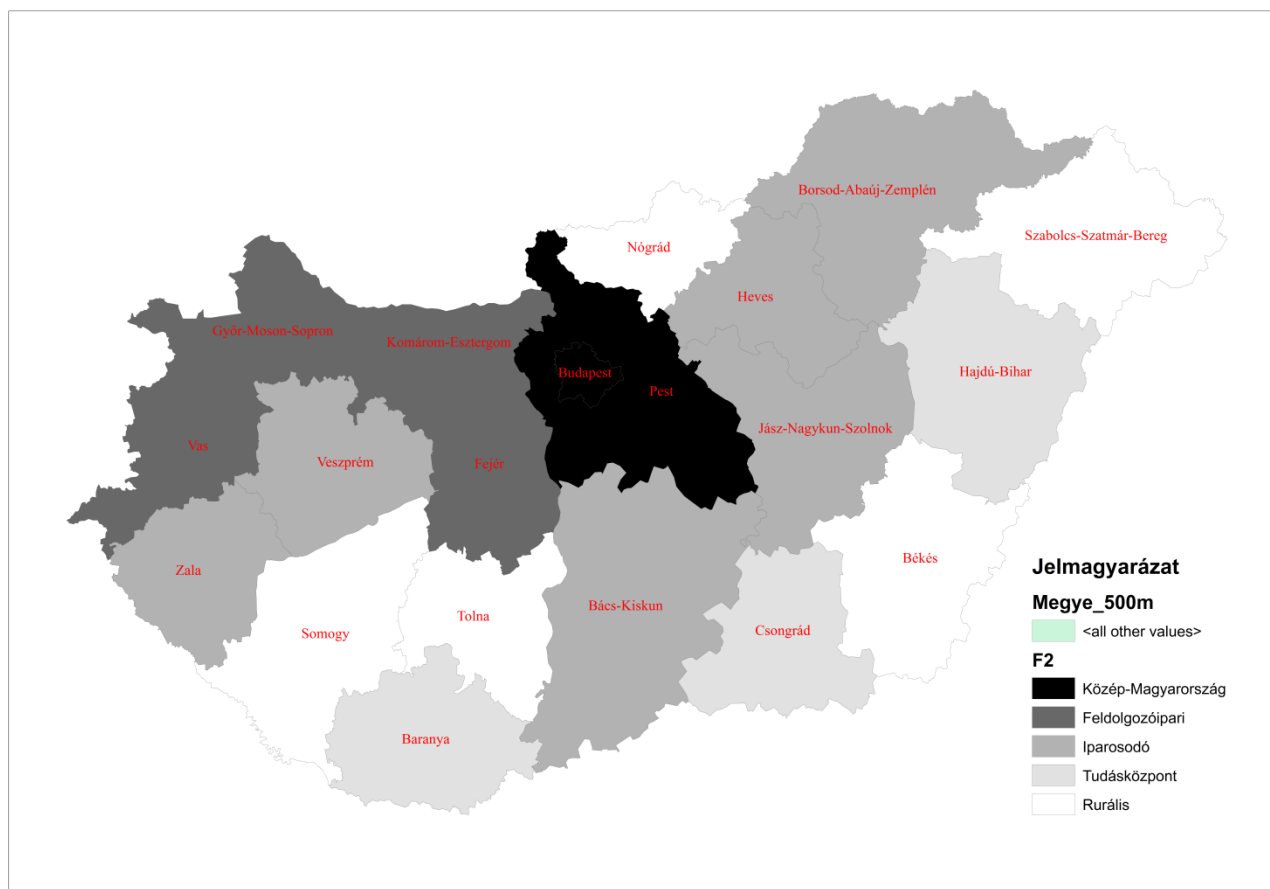 Borsod-Abaúj-Zemplén
Szabolcs-Szatmár-Bereg
Nógrád
Heves
Győr-Moson-Sopron
Komárom-Esztergom
Budapest
Pest
Hajdú-Bihar
Jász-Nagykun-Szolnok
Vas
Veszprém
Fejér
Zala
Békés
Somogy
Tolna
Bács-Kiskun
Csongrád
Baranya
Jelmagyarázat
Megye_500m
<all other values>
F2
Közép-Magyarország
Feldolgozóipari
Iparosodó
Tudásközpont
Rurális